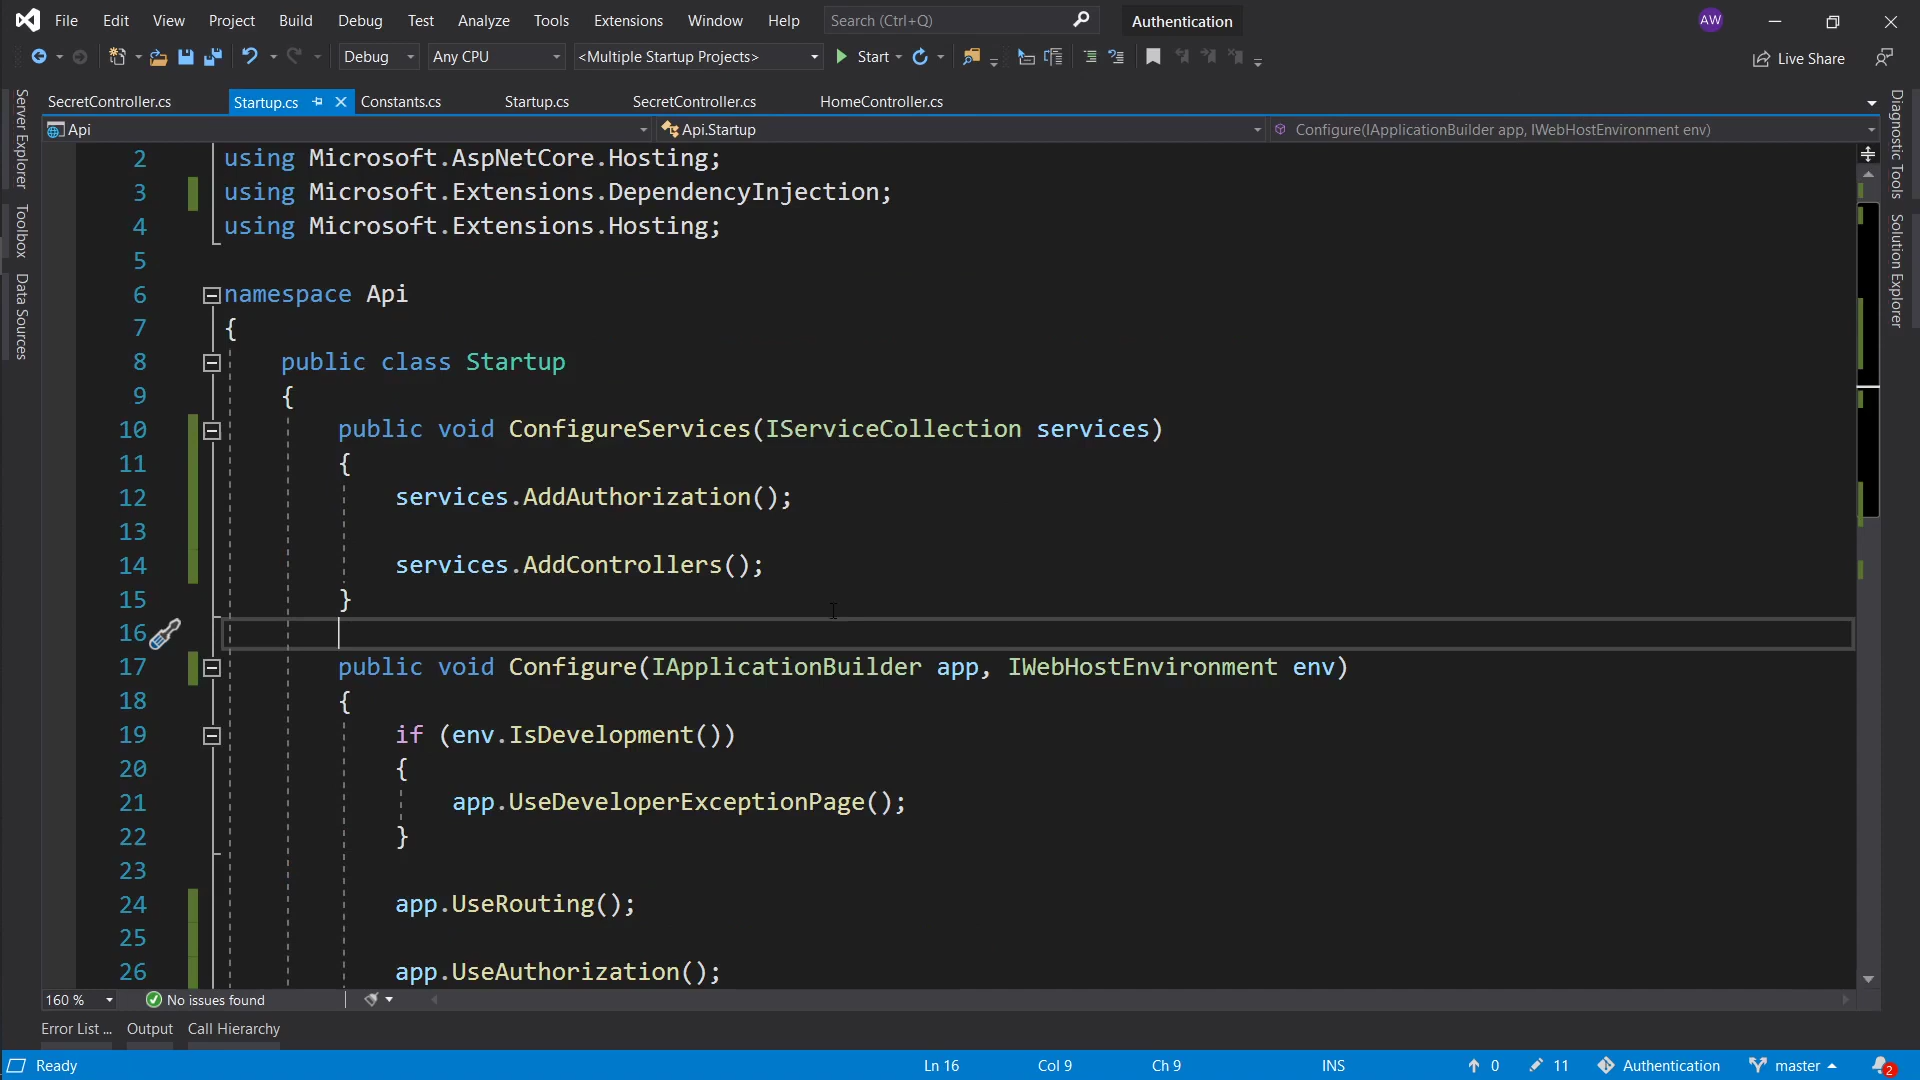 File Edit View Project Build Debug Test Analyze Tools Extensions Window Help Search (Ctrl+Q) Authentication AW
Debug Any CPU <Multiple Startup Projects> Start Live Share
SecretController.cs Startup.cs Constants.cs Startup.cs SecretController.cs HomeController.cs
Api Api.Startup Configure(IApplicationBuilder app, IWebHostEnvironment env)
Server Explorer
Toolbox
Data Sources
Diagnostic Tools
Solution Explorer
2 using Microsoft.AspNetCore.Hosting;
3 using Microsoft.Extensions.DependencyInjection;
4 using Microsoft.Extensions.Hosting;
5
6 namespace Api
7 {
8 public class Startup
9 {
10 public void ConfigureServices(IServiceCollection services)
11 {
12 services.AddAuthorization();
13
14 services.AddControllers();
15 }
16
17 public void Configure(IApplicationBuilder app, IWebHostEnvironment env)
18 {
19 if (env.IsDevelopment())
20 {
21 app.UseDeveloperExceptionPage();
22 }
23
24 app.UseRouting();
25
26 app.UseAuthorization();
160 % No issues found
Error List ... Output Call Hierarchy
Ready Ln 16 Col 9 Ch 9 INS 0 11 Authentication master 2